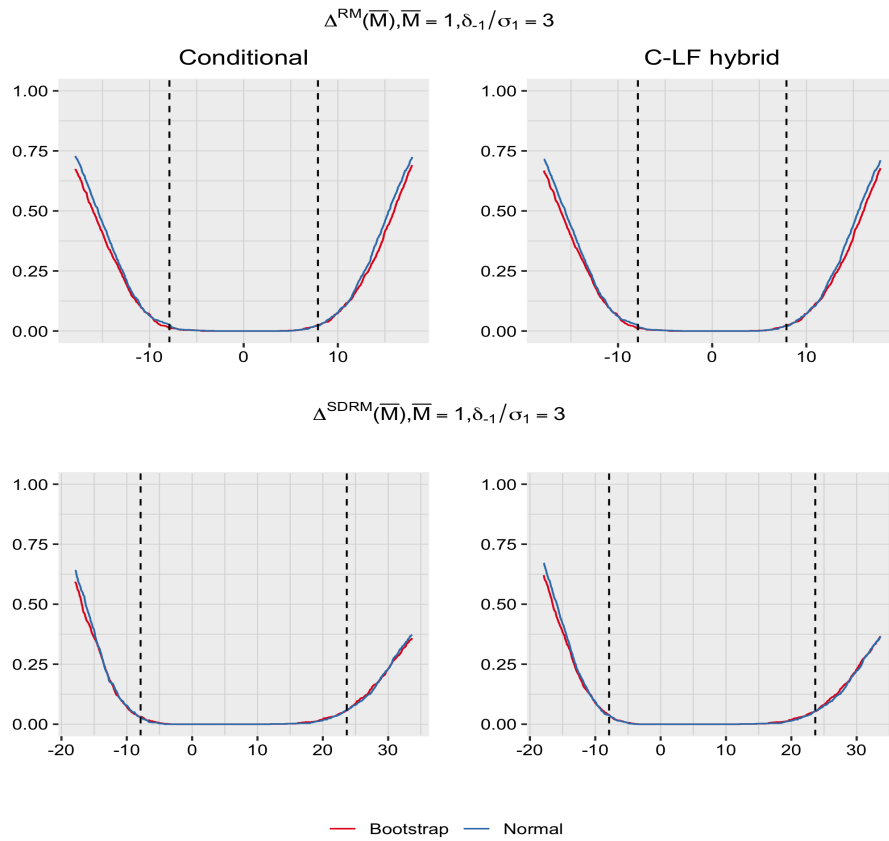 Δ^RM(M̅),M̅ = 1,δ₋₁/σ₁ = 3
Conditional C-LF hybrid
1.00 1.00
0.75 0.75
0.50 0.50
0.25 0.25
0.00 0.00
-10 0 10 -10 0 10
Δ^SDRM(M̅),M̅ = 1,δ₋₁/σ₁ = 3
1.00 1.00
0.75 0.75
0.50 0.50
0.25 0.25
0.00 0.00
-20 -10 0 10 20 30 -20 -10 0 10 20 30
Bootstrap Normal